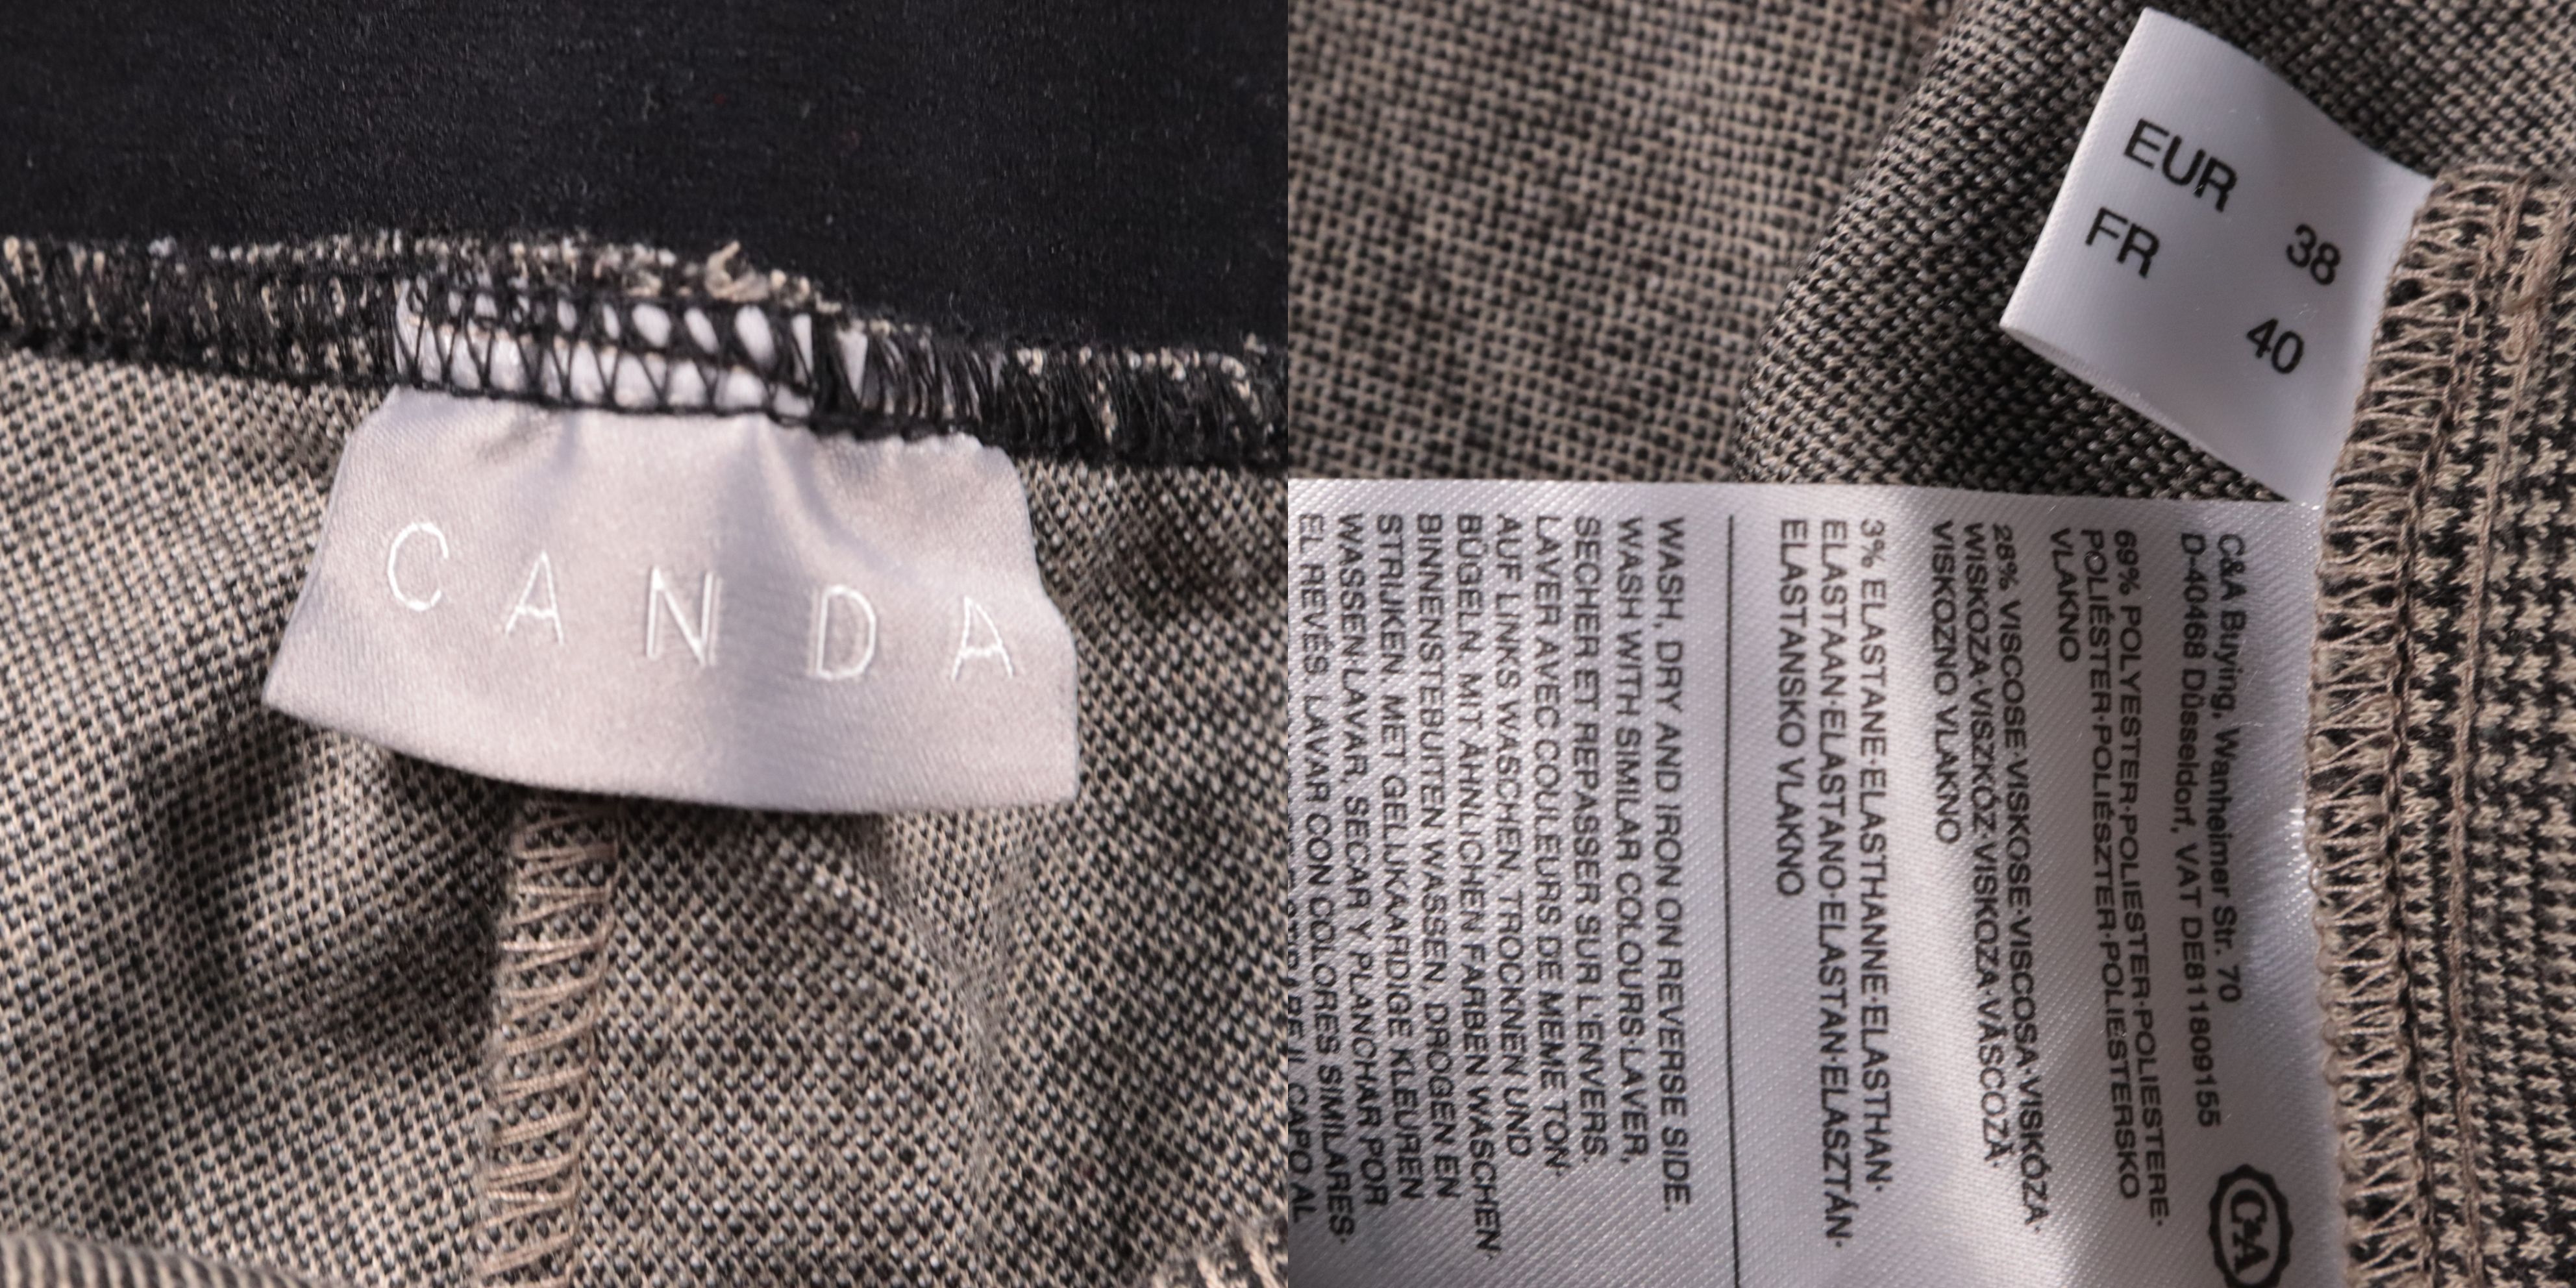 CANDA
EUR 38
FR 40
C&A Buying, Wanheimer Str. 70
D-40468 Düsseldorf, VAT DE811809155
C&A
69% POLYESTER·POLIESTER·POLIESTERE·
POLIÉSTER·POLIÉSZTER·POLIESTERSKO
VLAKNO
28% VISCOSE·VISKOSE·VISCOSA·VISKÓZA·
WISKOZA·VISZKÓZ·VISKOZA·VÂSCOZĂ·
VISKOZNO VLAKNO
3% ELASTANE·ELASTHANNE·ELASTHAN·
ELASTAAN·ELASTANO·ELASTAN·ELASZTÁN·
ELASTANSKO VLAKNO
WASH, DRY AND IRON ON REVERSE SIDE.
WASH WITH SIMILAR COLOURS·LAVER,
SECHER ET REPASSER SUR L'ENVERS.
LAVER AVEC COULEURS DE MEME TON·
AUF LINKS WASCHEN, TROCKNEN UND
BÜGELN. MIT ÄHNLICHEN FARBEN WASCHEN·
BINNENSTEBUITEN WASSEN, DROGEN EN
STRIJKEN. MET GELIJKAARDIGE KLEUREN
WASSEN·LAVAR, SECAR Y PLANCHAR POR
EL REVÉS. LAVAR CON COLORES SIMILARES·